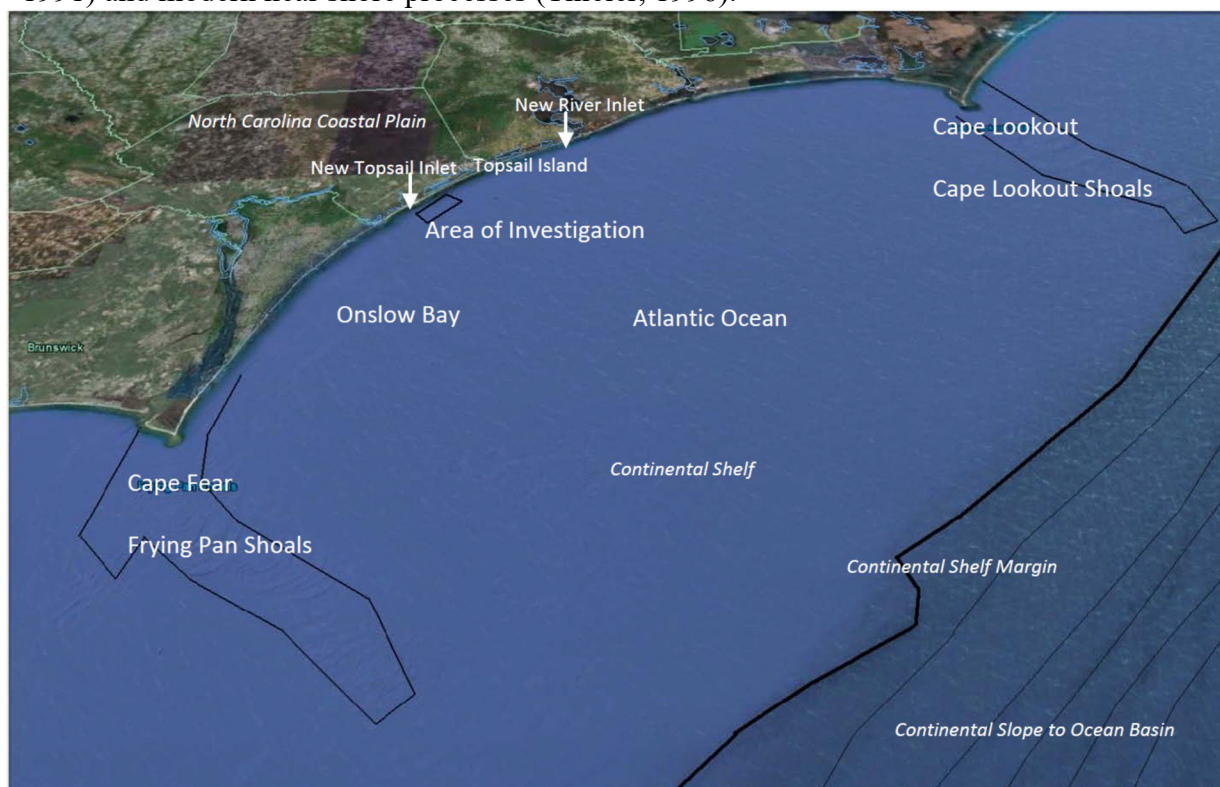 New River Inlet
North Carolina Coastal Plain
Cape Lookout
New Topsail Inlet
Topsail Island
Cape Lookout Shoals
Area of Investigation
Onslow Bay
Atlantic Ocean
Brunswick
Continental Shelf
Cape Fear
Frying Pan Shoals
Continental Shelf Margin
Continental Slope to Ocean Basin